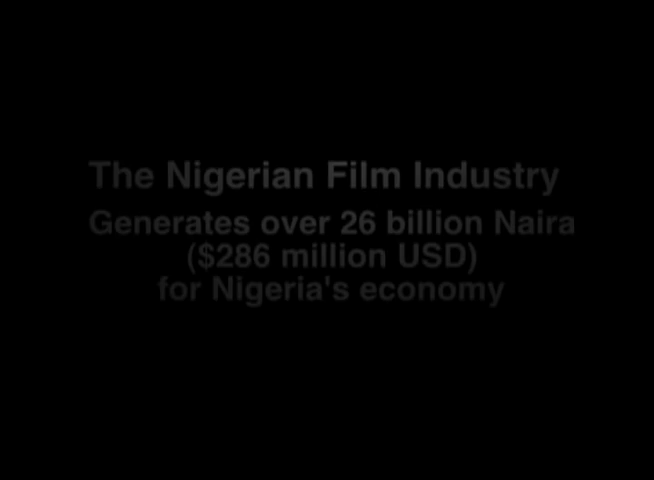 The Nigerian Film Industry
Generates over 26 billion Naira
($286 million USD)
for Nigeria's economy